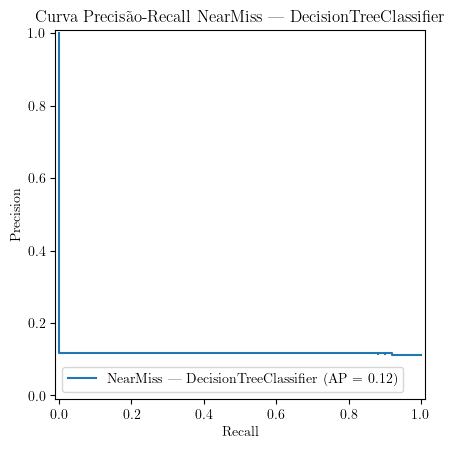 Curva Precisão-Recall NearMiss — DecisionTreeClassifier
1.0
0.8
0.6
0.4
0.2
0.0
Precision
NearMiss — DecisionTreeClassifier (AP = 0.12)
0.0 0.2 0.4 0.6 0.8 1.0
Recall